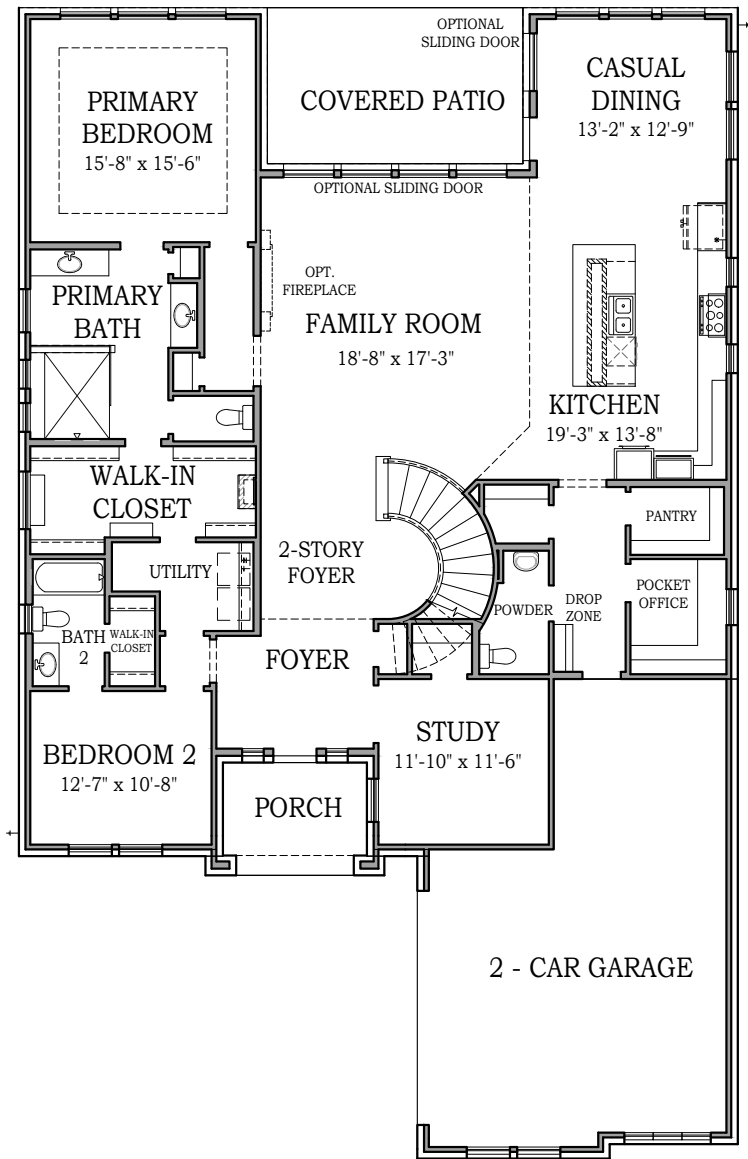 OPTIONAL
SLIDING DOOR
PRIMARY
BEDROOM
15'-8" x 15'-6"
COVERED PATIO
CASUAL
DINING
13'-2" x 12'-9"
OPTIONAL SLIDING DOOR
OPT.
FIREPLACE
PRIMARY
BATH
FAMILY ROOM
18'-8" x 17'-3"
KITCHEN
19'-3" x 13'-8"
WALK-IN
CLOSET
PANTRY
2-STORY
FOYER
UTILITY
POCKET
OFFICE
POWDER
DROP
ZONE
BATH
2
WALK-IN
CLOSET
FOYER
STUDY
11'-10" x 11'-6"
BEDROOM 2
12'-7" x 10'-8"
PORCH
2 - CAR GARAGE